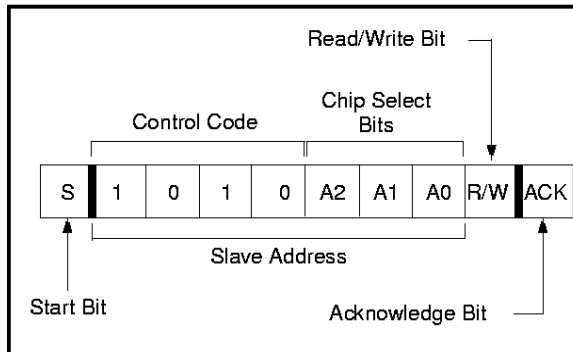 Read/Write Bit
Chip Select
Control Code Bits
S 1 0 1 0 A2 A1 A0 R/W ACK
Slave Address
Start Bit
Acknowledge Bit